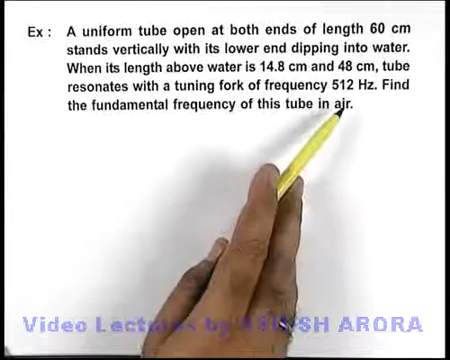 Ex : A uniform tube open at both ends of length 60 cm
stands vertically with its lower end dipping into water.
When its length above water is 14.8 cm and 48 cm, tube
resonates with a tuning fork of frequency 512 Hz. Find
the fundamental frequency of this tube in air.
Video Lectures by ASHISH ARORA